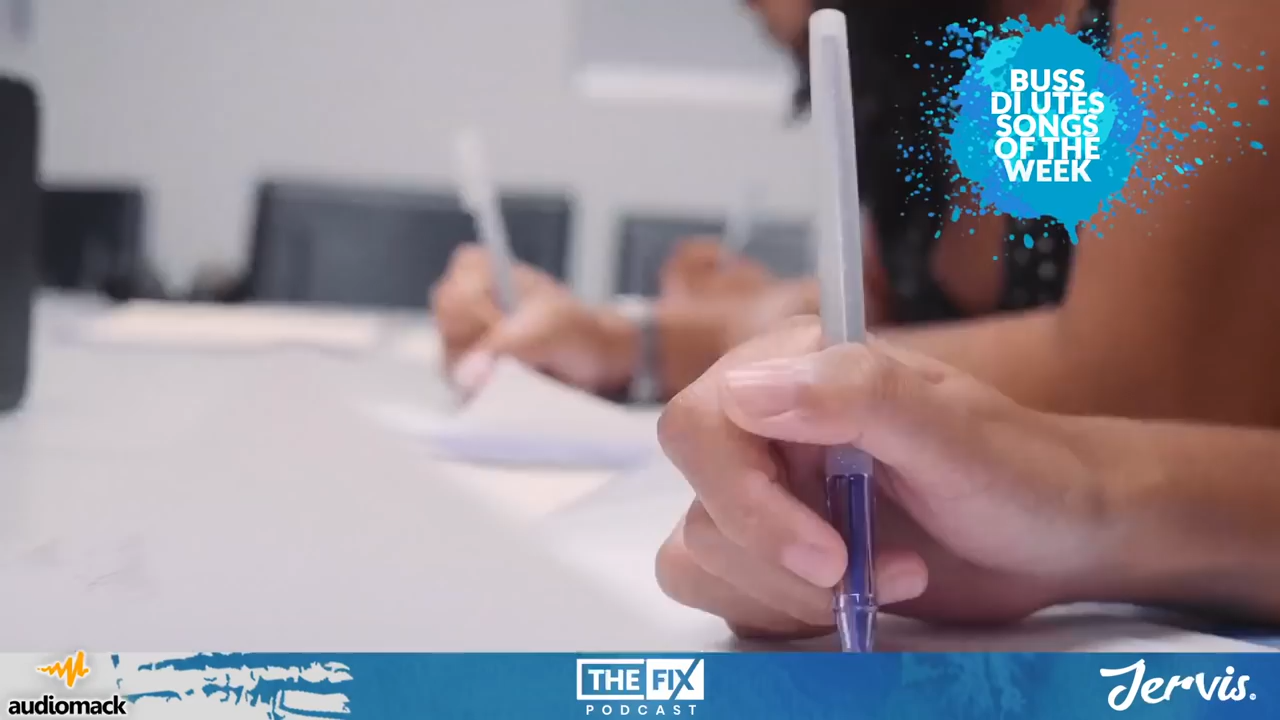 BUSS
DI UTES
SONGS
OF THE
WEEK
audiomack
THE FIX
PODCAST
Jervis.